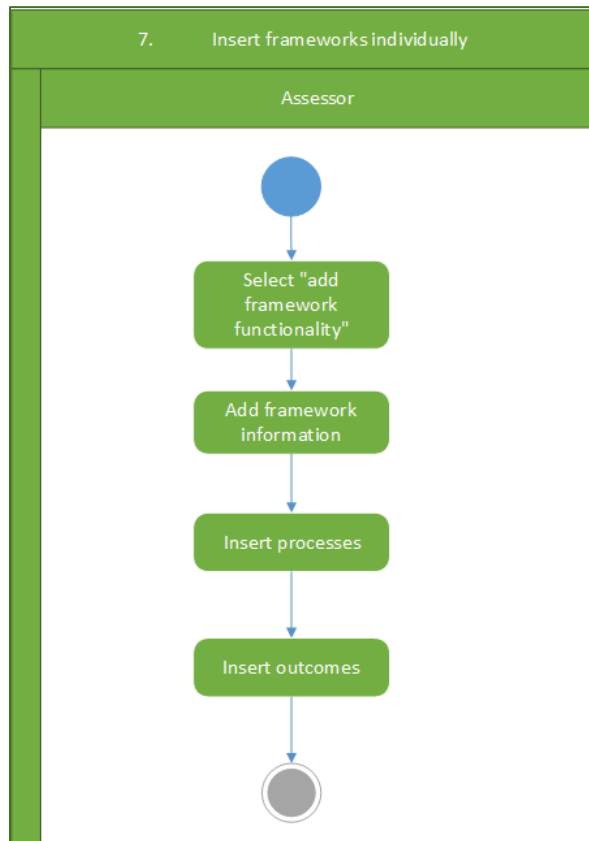 7. Insert frameworks individually
Assessor
Select "add
framework
functionality"
Add framework
information
Insert processes
Insert outcomes